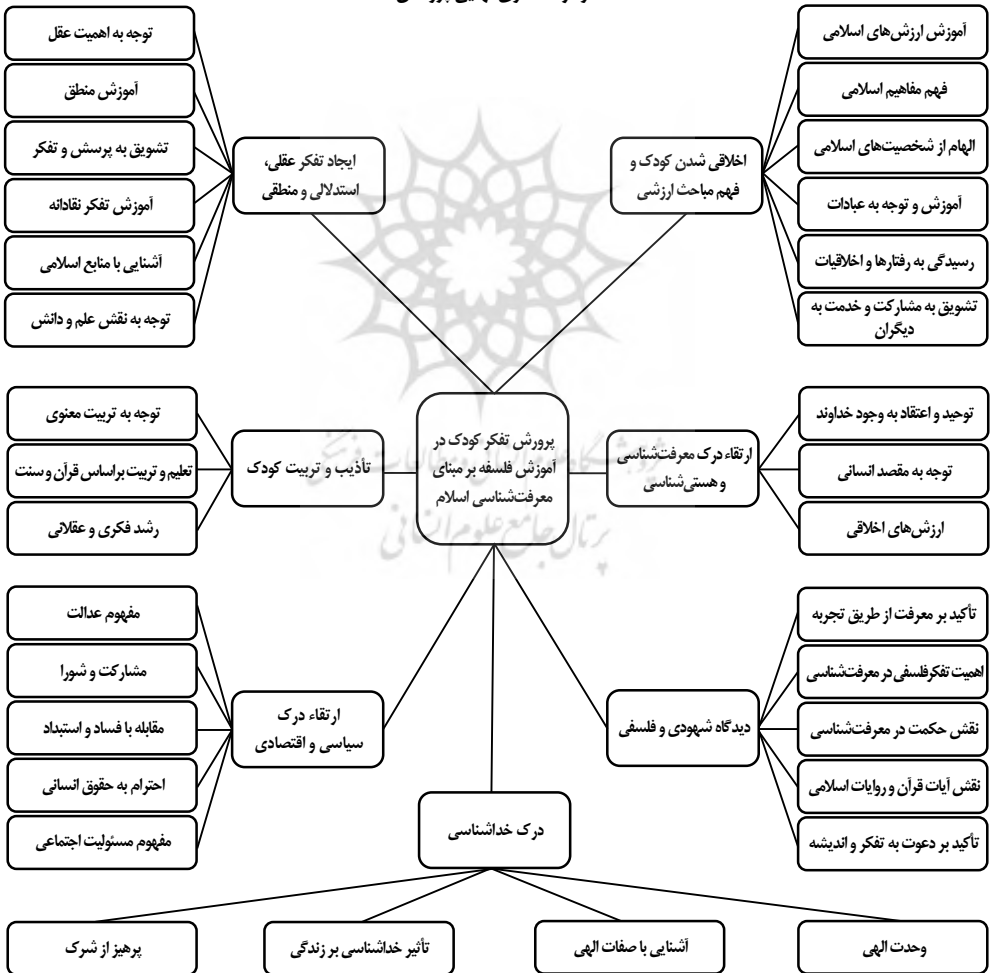 آموزش ارزش‌های اسلامی
فهم مفاهیم اسلامی
الهام از شخصیت‌های اسلامی
آموزش و توجه به عبادات
رسیدگی به رفتارها و اخلاقیات
تشویق به مشارکت و خدمت به
دیگران
اخلاقی شدن کودک و
فهم مباحث ارزشی
ایجاد تفکر عقلی،
استدلالی و منطقی
توجه به اهمیت عقل
آموزش منطق
تشویق به پرسش و تفکر
آموزش تفکر نقادانه
آشنایی با منابع اسلامی
توجه به نقش علم و دانش
توحید و اعتقاد به وجود خداوند
توجه به مقصد انسانی
ارزش‌های اخلاقی
ارتقاء درک معرفت‌شناسی
و هستی‌شناسی
پرورش تفکر کودک در
آموزش فلسفه بر مبنای
معرفت‌شناسی اسلام
تأدیب و تربیت کودک
توجه به تربیت معنوی
تعلیم و تربیت براساس قرآن و سنت
رشد فکری و عقلانی
پرتال جامع علوم انسانی
تأکید بر معرفت از طریق تجربه
اهمیت تفکرفلسفی در معرفت‌شناسی
نقش حکمت در معرفت‌شناسی
نقش آیات قرآن و روایات اسلامی
تأکید بر دعوت به تفکر و اندیشه
دیدگاه شهودی و فلسفی
ارتقاء درک
سیاسی و اقتصادی
مفهوم عدالت
مشارکت و شورا
مقابله با فساد و استبداد
احترام به حقوق انسانی
مفهوم مسئولیت اجتماعی
درک خداشناسی
وحدت الهی
آشنایی با صفات الهی
تأثیر خداشناسی بر زندگی
پرهیز از شرک